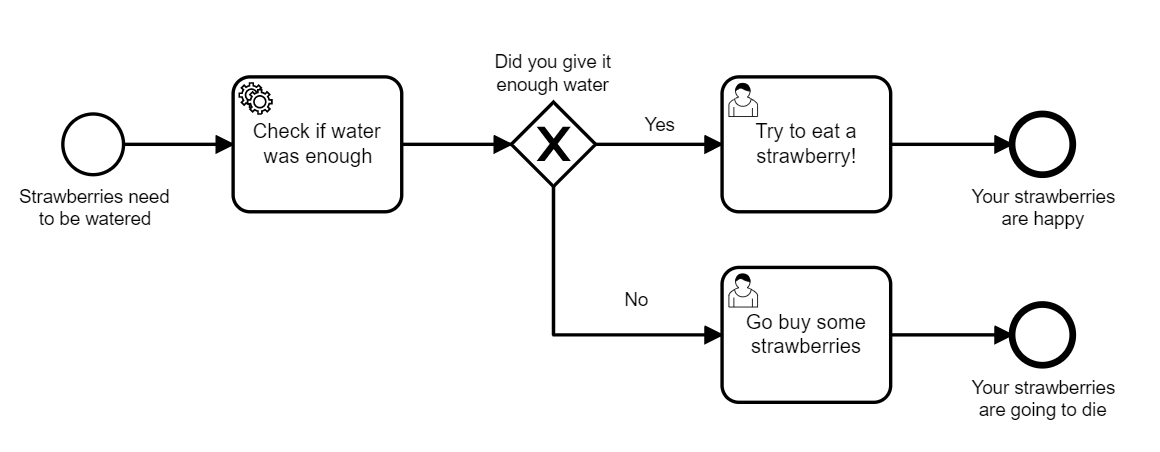 Strawberries need
to be watered
Check if water
was enough
Did you give it
enough water
Yes
Try to eat a
strawberry!
Your strawberries
are happy
No
Go buy some
strawberries
Your strawberries
are going to die